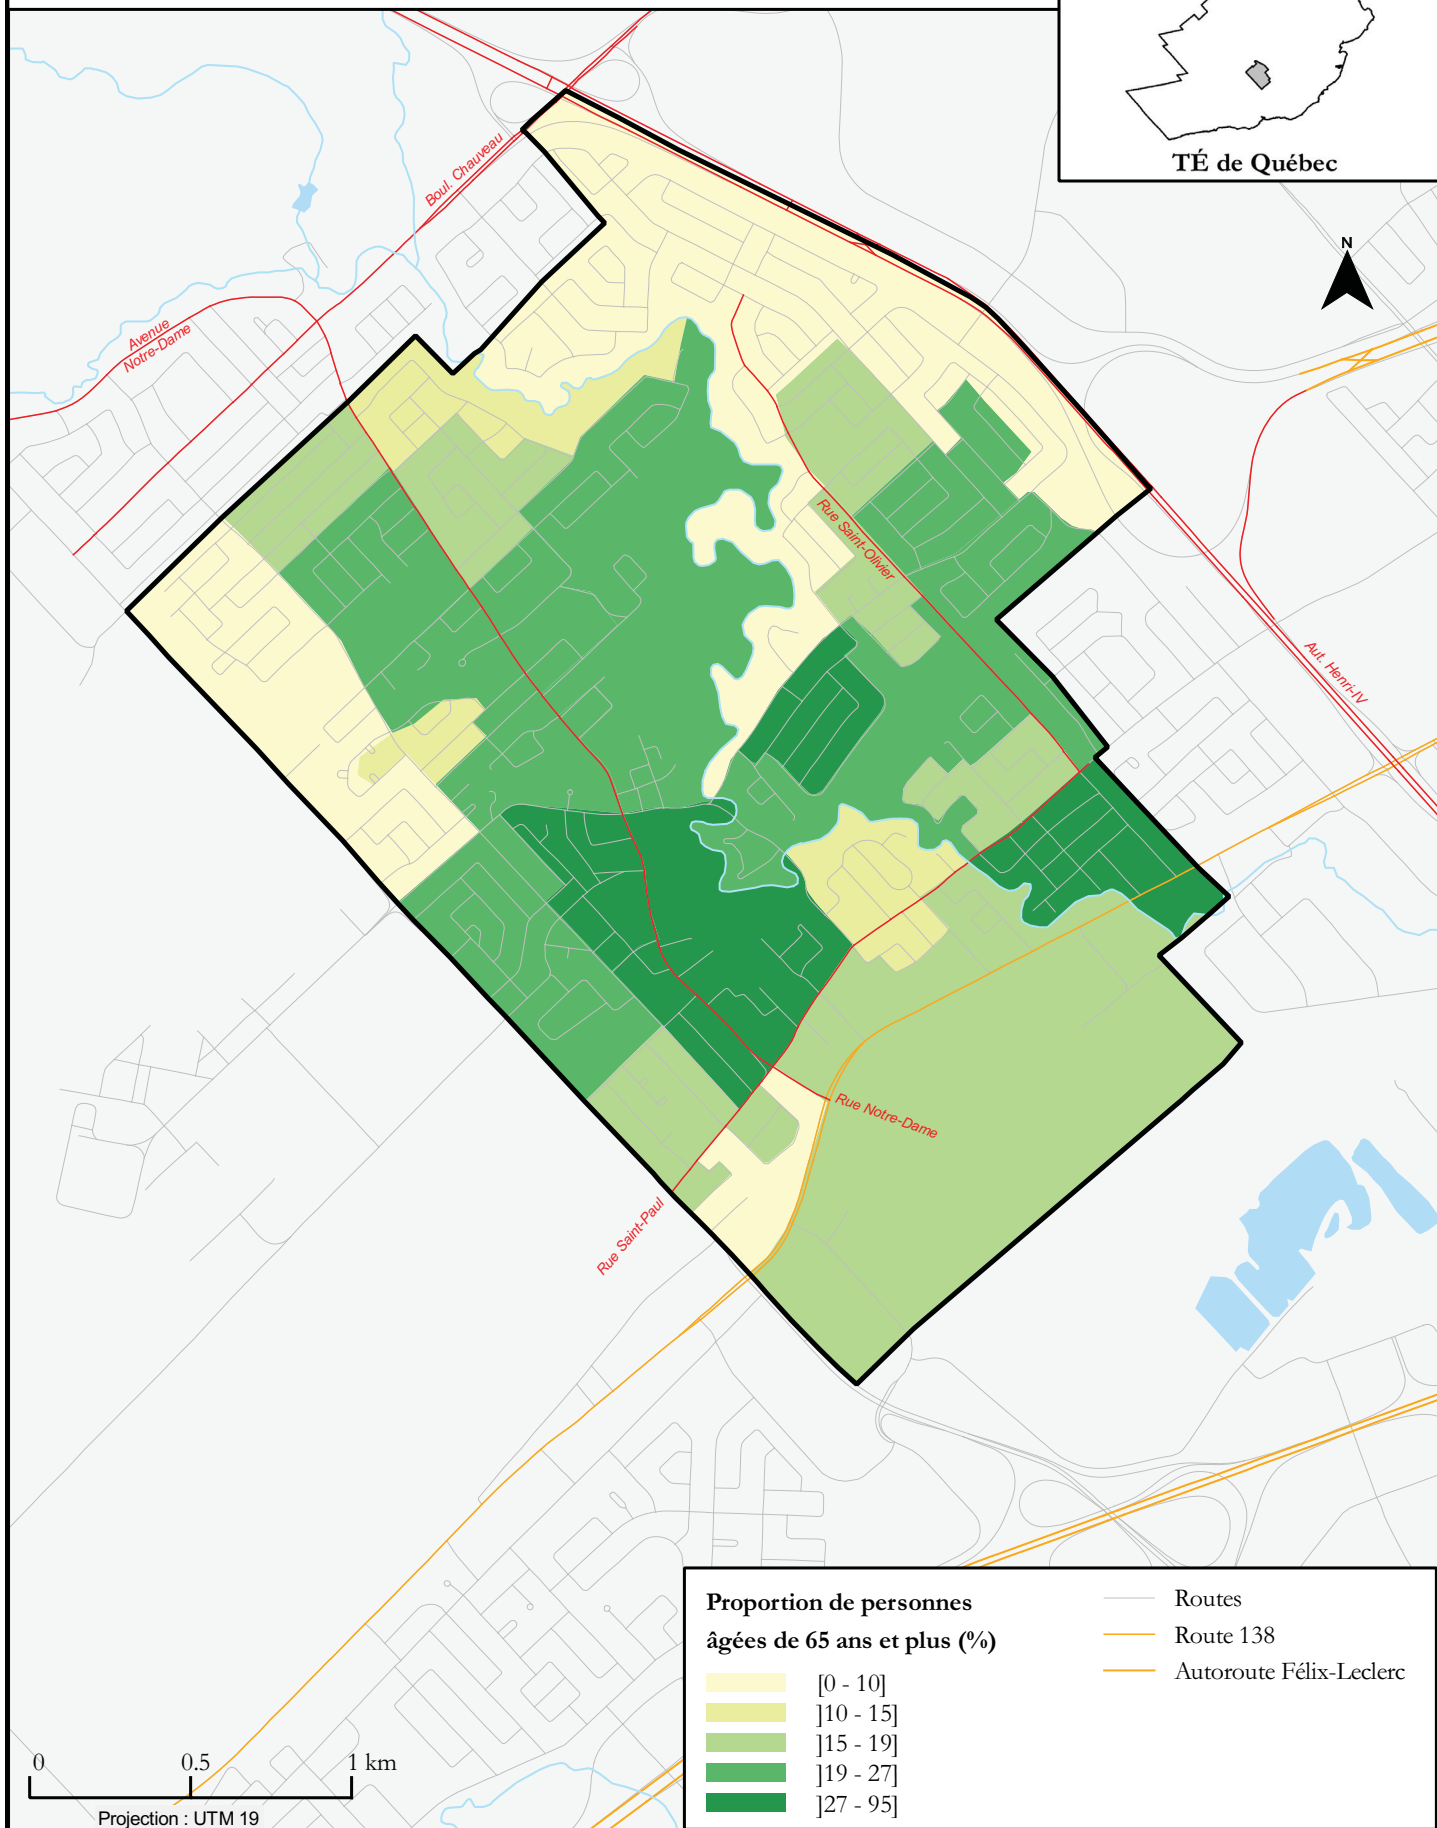 TÉ de Québec
N
Boul. Chauveau
Avenue
Notre-Dame
Rue Saint-Olivier
Aut. Henri-IV
Rue Notre-Dame
Rue Saint-Paul
Proportion de personnes
âgées de 65 ans et plus (%)
[0 - 10]
]10 - 15]
]15 - 19]
]19 - 27]
]27 - 95]
Routes
Route 138
Autoroute Félix-Leclerc
0 0.5 1 km
Projection : UTM 19